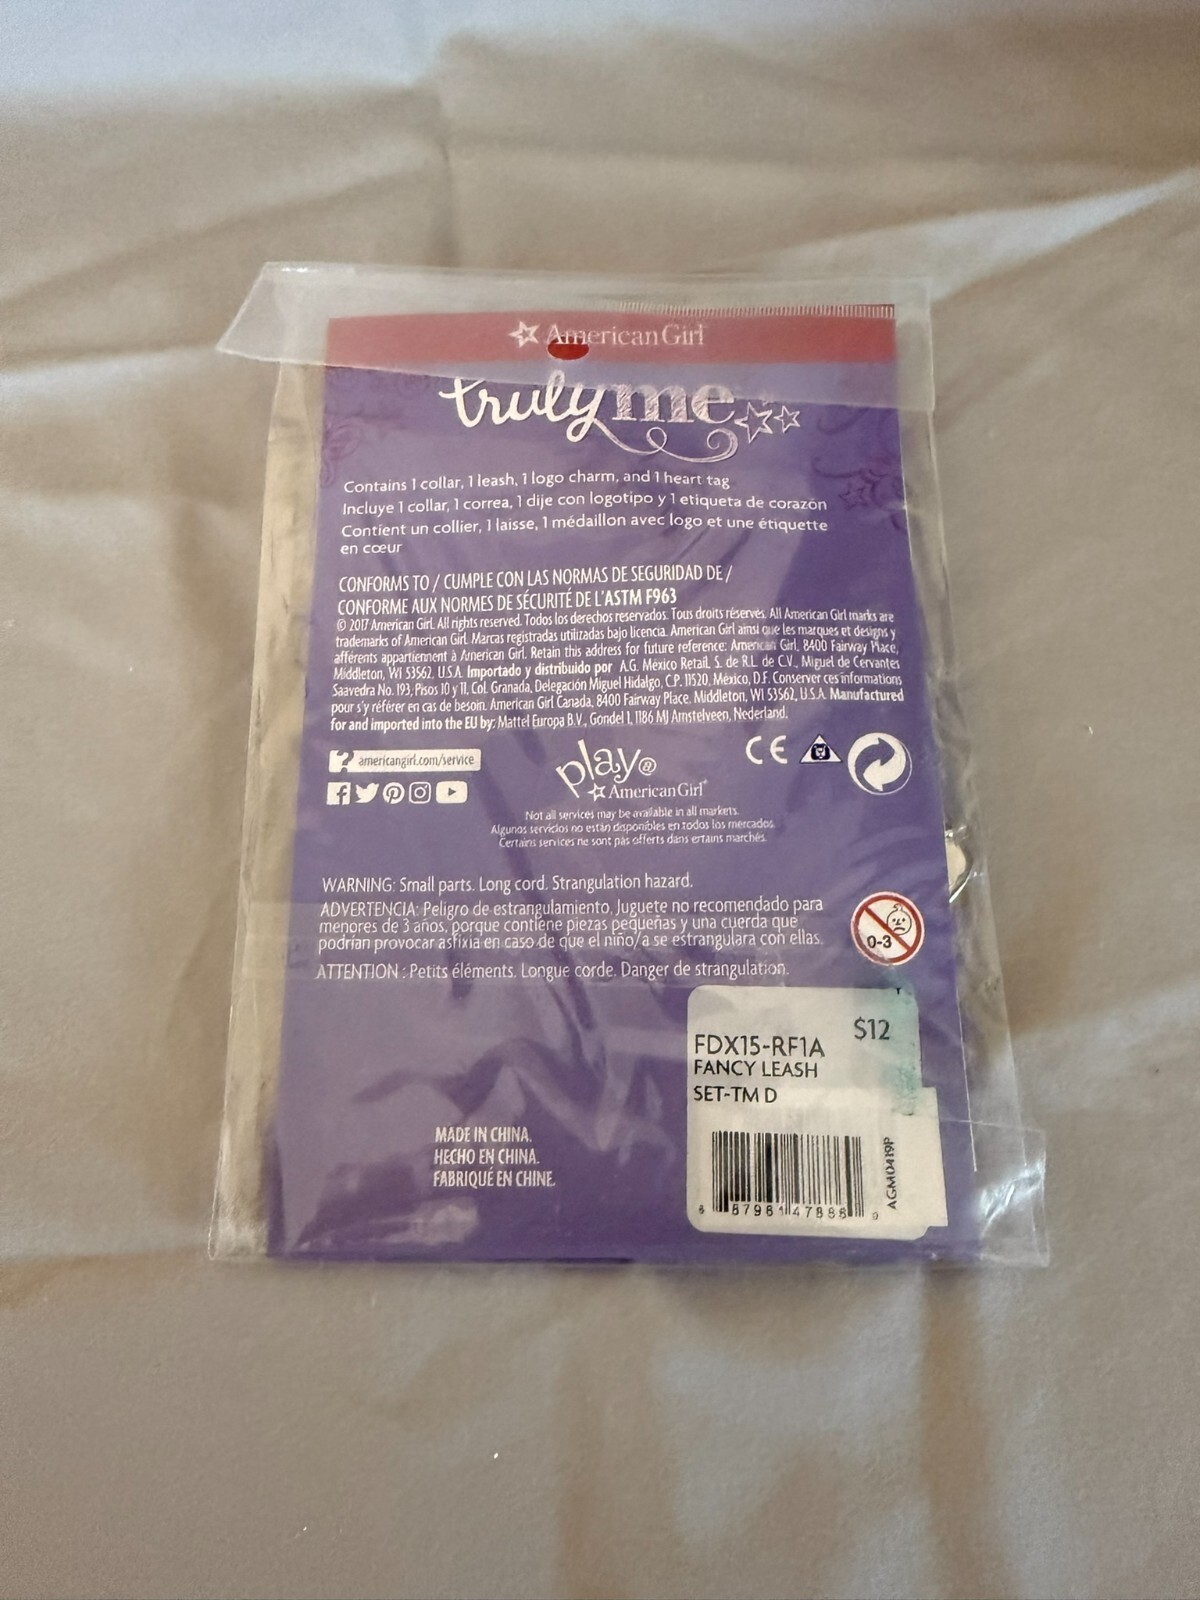 American Girl
truly me
Contains 1 collar, 1 leash, 1 logo charm, and 1 heart tag
Incluye 1 collar, 1 correa, 1 dije con logotipo y 1 etiqueta de corazón
Contient un collier, 1 laisse, 1 médaillon avec logo et une étiquette
en cœur
CONFORMS TO / CUMPLE CON LAS NORMAS DE SEGURIDAD DE /
CONFORME AUX NORMES DE SÉCURITÉ DE L'ASTM F963
© 2017 American Girl. All rights reserved. Todos los derechos reservados. Tous droits réservés. All American Girl marks are
trademarks of American Girl. Marcas registradas utilizadas bajo licencia. American Girl ainsi que les marques et designs y
afférents appartiennent à American Girl. Retain this address for future reference: American Girl, 8400 Fairway Place,
Middleton, WI 53562, U.S.A. Importado y distribuido por A.G. México Retail, S. de R.L. de C.V., Miguel de Cervantes
Saavedra No. 193, Pisos 10 y 11, Col. Granada, Delegación Miguel Hidalgo, C.P. 11520, México, D.F. Conserver ces informations
pour s'y référer en cas de besoin. American Girl Canada, 8400 Fairway Place, Middleton, WI 53562, U.S.A. Manufactured
for and imported into the EU by: Mattel Europa B.V., Gondel 1, 1186 MJ Amstelveen, Nederland.
? americangirl.com/service
play@
American Girl
CE
Not all services may be available in all markets.
Algunos servicios no están disponibles en todos los mercados.
Certains services ne sont pas offerts dans ertains marchés.
WARNING: Small parts. Long cord. Strangulation hazard.
ADVERTENCIA: Peligro de estrangulamiento. Juguete no recomendado para
menores de 3 años, porque contiene piezas pequeñas y una cuerda que
podrían provocar asfixia en caso de que el niño/a se estrangulara con ellas.
0-3
ATTENTION : Petits éléments. Longue corde. Danger de strangulation.
$12
FDX15-RF1A
FANCY LEASH
SET-TM D
MADE IN CHINA.
HECHO EN CHINA.
FABRIQUÉ EN CHINE.
AGM0419P
87961 47886